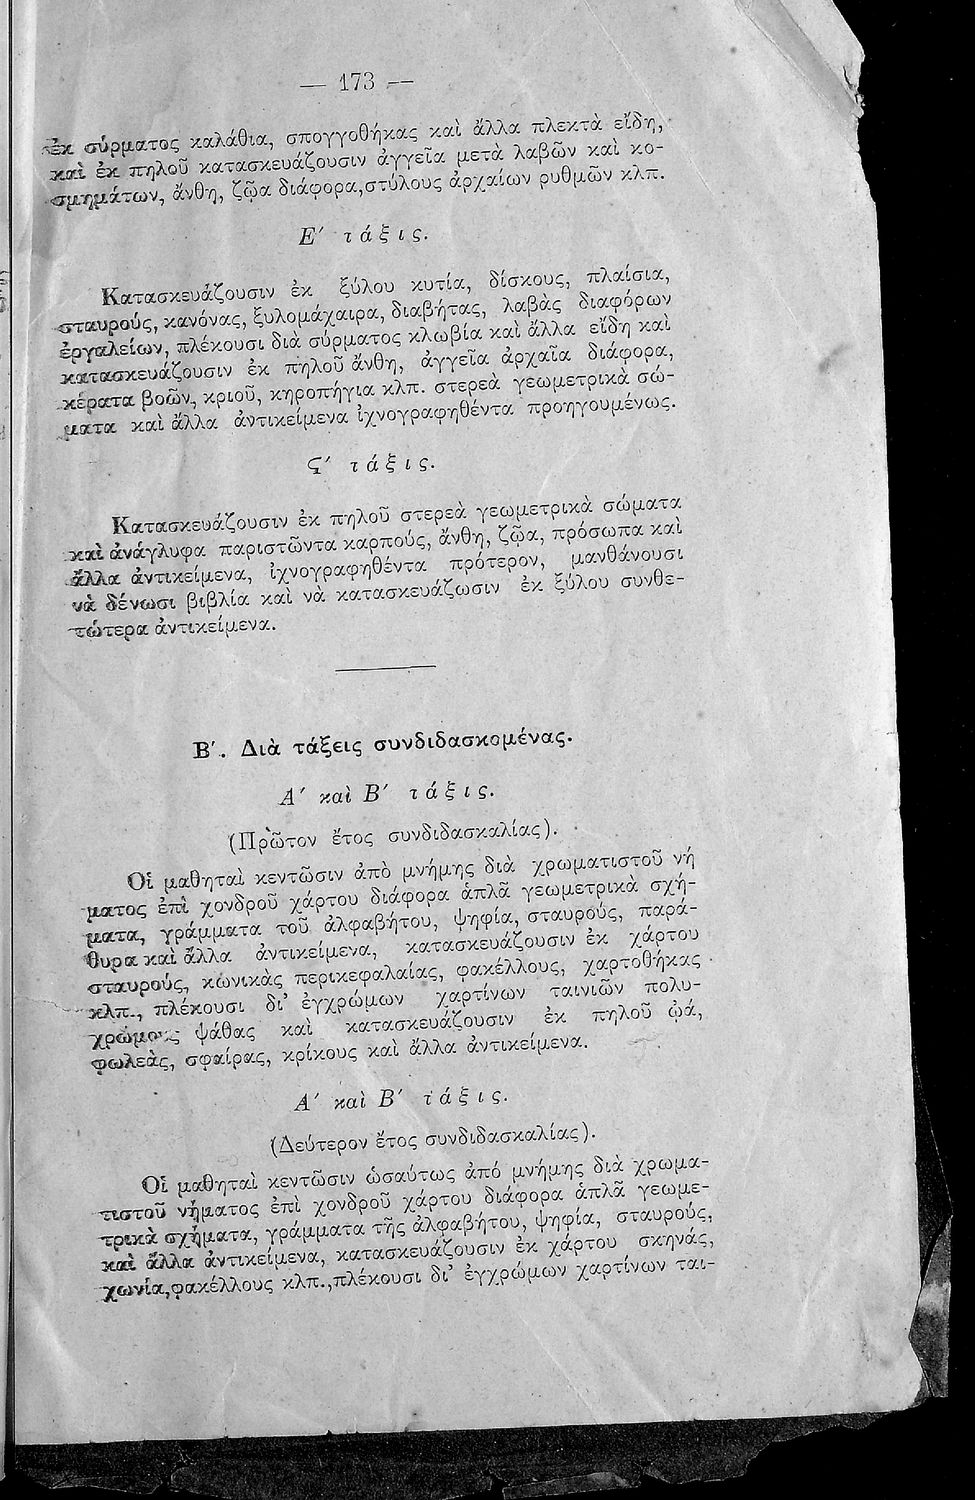 — 173 —
ἐκ σύρματος καλάθια, σπογγοθήκας καὶ ἄλλα πλεκτὰ εἴδη,
καὶ ἐκ πηλοῦ κατασκευάζουσιν ἀγγεῖα μετὰ λαβῶν καὶ κο-
σμημάτων, ἄνθη, ζῷα διάφορα,στύλους ἀρχαίων ρυθμῶν κλπ.
Ε΄ τάξις.
Κατασκευάζουσιν ἐκ ξύλου κυτία, δίσκους, πλαίσια,
σταυρούς, κανόνας, ξυλομάχαιρα, διαβήτας, λαβὰς διαφόρων
ἐργαλείων, πλέκουσι διὰ σύρματος κλωβία καὶ ἄλλα εἴδη καὶ
κατασκευάζουσιν ἐκ πηλοῦ ἄνθη, ἀγγεῖα ἀρχαῖα διάφορα,
κέρατα βοῶν, κριοῦ, κηροπήγια κλπ. στερεὰ γεωμετρικὰ σώ-
ματα καὶ ἄλλα ἀντικείμενα ἰχνογραφηθέντα προηγουμένως.
Ϛ΄ τάξις.
Κατασκευάζουσιν ἐκ πηλοῦ στερεὰ γεωμετρικὰ σώματα
καὶ ἀνάγλυφα παριστῶντα καρπούς, ἄνθη, ζῷα, πρόσωπα καὶ
ἄλλα ἀντικείμενα, ἰχνογραφηθέντα πρότερον, μανθάνουσι
νὰ δένωσι βιβλία καὶ νὰ κατασκευάζωσιν ἐκ ξύλου συνθε-
τώτερα ἀντικείμενα.
Β΄. Διὰ τάξεις συνδιδασκομένας.
Α΄ καὶ Β΄ τάξις.
(Πρῶτον ἔτος συνδιδασκαλίας).
Οἱ μαθηταὶ κεντῶσιν ἀπὸ μνήμης διὰ χρωματιστοῦ νή
ματος ἐπὶ χονδροῦ χάρτου διάφορα ἁπλᾶ γεωμετρικὰ σχή-
ματα, γράμματα τοῦ ἀλφαβήτου, ψηφία, σταυρούς, παρά-
θυρα καὶ ἄλλα ἀντικείμενα, κατασκευάζουσιν ἐκ χάρτου
σταυρούς, κωνικὰς περικεφαλαίας, φακέλλους, χαρτοθήκας
κλπ., πλέκουσι δι’ ἐγχρώμων χαρτίνων ταινιῶν πολυ-
χρώμους ψάθας καὶ κατασκευάζουσιν ἐκ πηλοῦ ᾠά,
φωλεὰς, σφαίρας, κρίκους καὶ ἄλλα ἀντικείμενα.
Α΄ καὶ Β΄ τάξις.
(Δεύτερον ἔτος συνδιδασκαλίας).
Οἱ μαθηταὶ κεντῶσιν ὡσαύτως ἀπό μνήμης διὰ χρωμα-
τιστοῦ νήματος ἐπὶ χονδροῦ χάρτου διάφορα ἁπλᾶ γεωμε-
τρικὰ σχήματα, γράμματα τῆς ἀλφαβήτου, ψηφία, σταυρούς,
καὶ ἄλλα ἀντικείμενα, κατασκευάζουσιν ἐκ χάρτου σκηνάς,
χωνία,φακέλλους κλπ.,πλέκουσι δι’ ἐγχρώμων χαρτίνων ται-